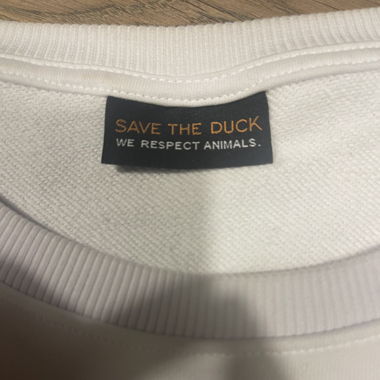 SAVE THE DUCK
WE RESPECT ANIMALS.